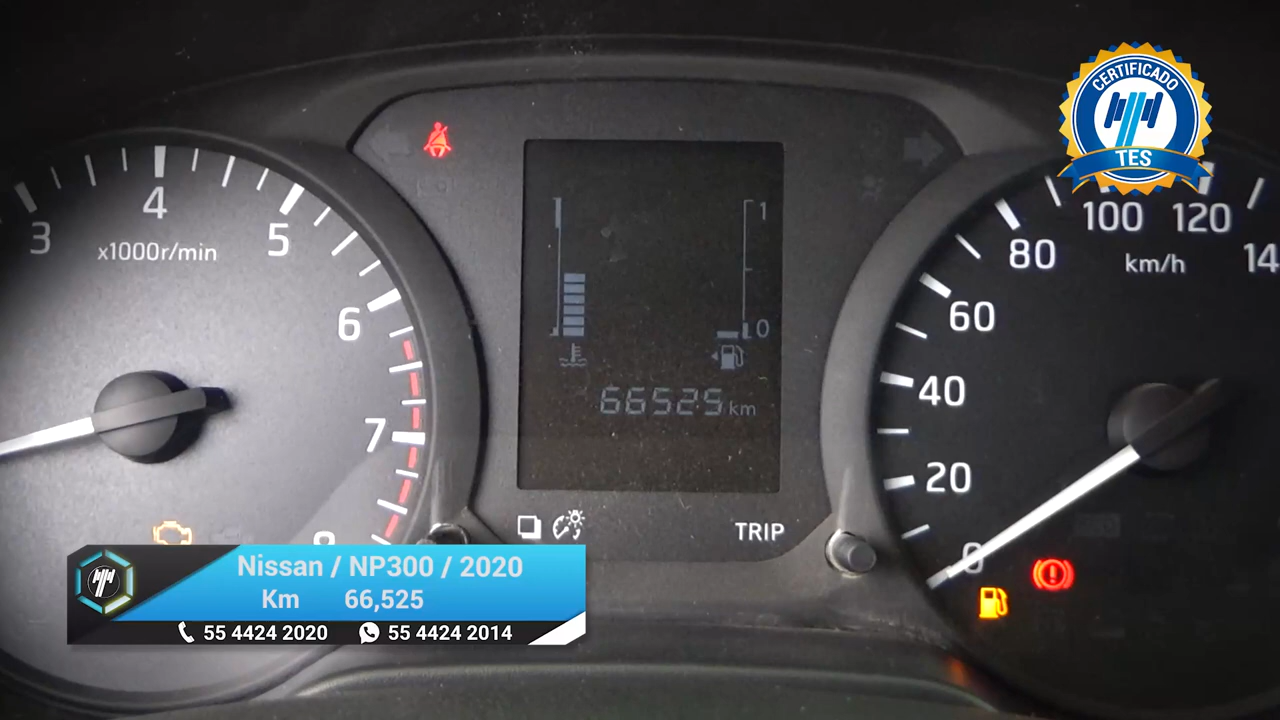 CERTIFICADO
TES
3
4
5
6
7
8
x1000r/min
1
0
66525 km
TRIP
0
20
40
60
80
100
120
14
km/h
Nissan / NP300 / 2020
Km 66,525
55 4424 2020 55 4424 2014